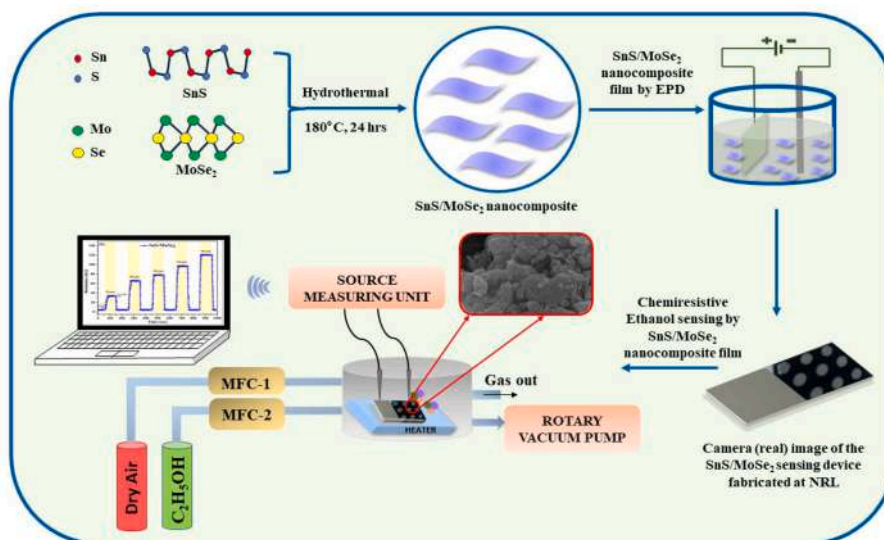 Sn
S
SnS
Mo
Se
MoSe₂
Hydrothermal
180°C, 24 hrs
SnS/MoSe₂ nanocomposite
SnS/MoSe₂
nanocomposite
film by EPD
+ −
Chemiresistive
Ethanol sensing by
SnS/MoSe₂
nanocomposite film
Camera (real) image of the
SnS/MoSe₂ sensing device
fabricated at NRL
SOURCE
MEASURING UNIT
MFC-1
MFC-2
HEATER
Gas out
ROTARY
VACUUM PUMP
Dry Air
C₂H₅OH